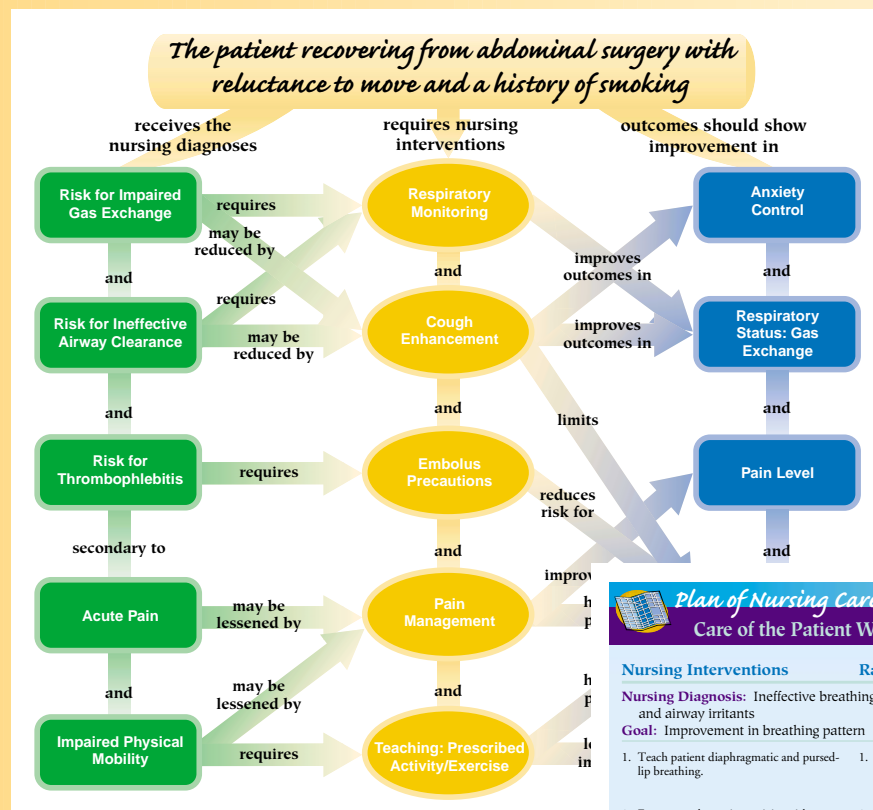 The patient recovering from abdominal surgery with
reluctance to move and a history of smoking
receives the
nursing diagnoses
requires nursing
interventions
outcomes should show
improvement in
Risk for Impaired
Gas Exchange
requires
may be
reduced by
Respiratory
Monitoring
Anxiety
Control
and
and
and
improves
outcomes in
Risk for Ineffective
Airway Clearance
requires
may be
reduced by
Cough
Enhancement
improves
outcomes in
Respiratory
Status: Gas
Exchange
and
and
and
limits
Risk for
Thrombophlebitis
requires
Embolus
Precautions
reduces
risk for
Pain Level
secondary to
and
and
Acute Pain
may be
lessened by
Pain
Management
and
may be
lessened by
and
Impaired Physical
Mobility
requires
Teaching: Prescribed
Activity/Exercise
Plan of Nursing Care
Care of the Patient
Nursing Interventions
Nursing Diagnosis: Ineffective breathing
and airway irritants
Goal: Improvement in breathing pattern
1. Teach patient diaphragmatic and pursed-
lip breathing.
1.